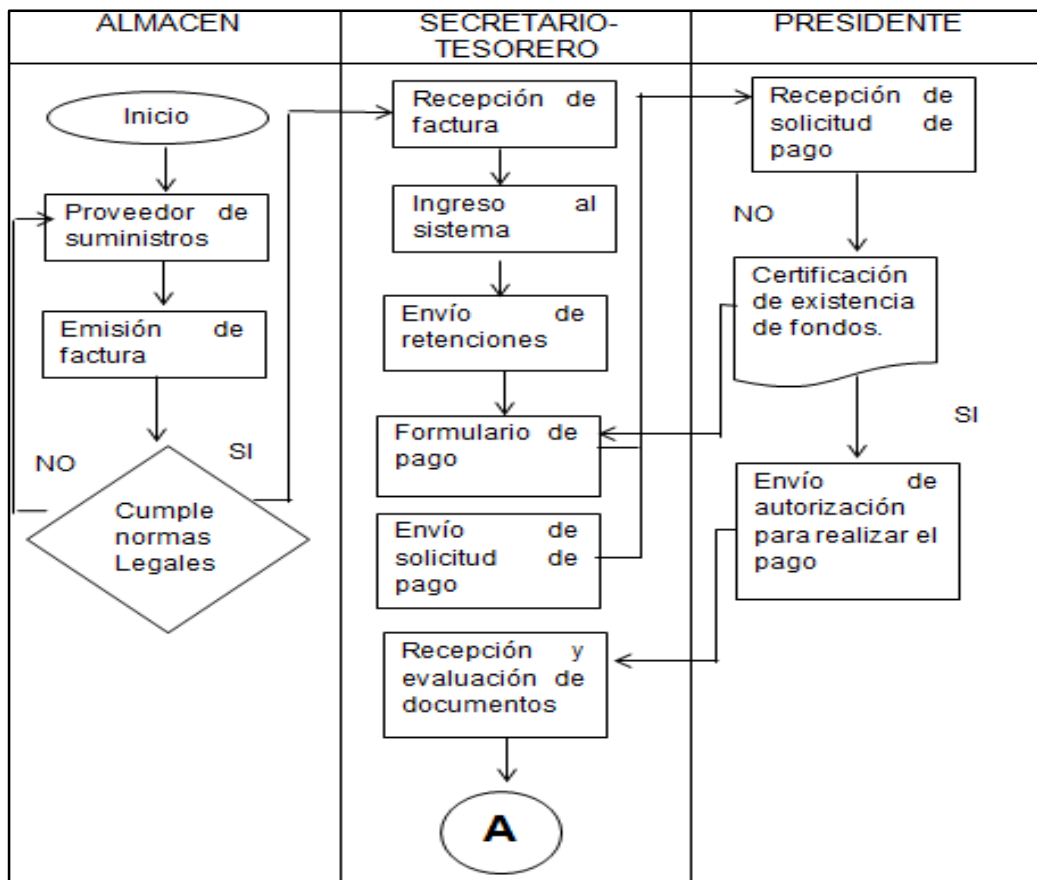 ALMACEN
SECRETARIO-
TESORERO
PRESIDENTE
Inicio
Proveedor de
suministros
Emisión de
factura
NO
SI
Cumple
normas
Legales
Recepción de
factura
Ingreso al
sistema
Envío de
retenciones
Formulario de
pago
Envío de
solicitud de
pago
Recepción y
evaluación de
documentos
A
Recepción de
solicitud de
pago
NO
Certificación
de existencia
de fondos.
SI
Envío de
autorización
para realizar el
pago